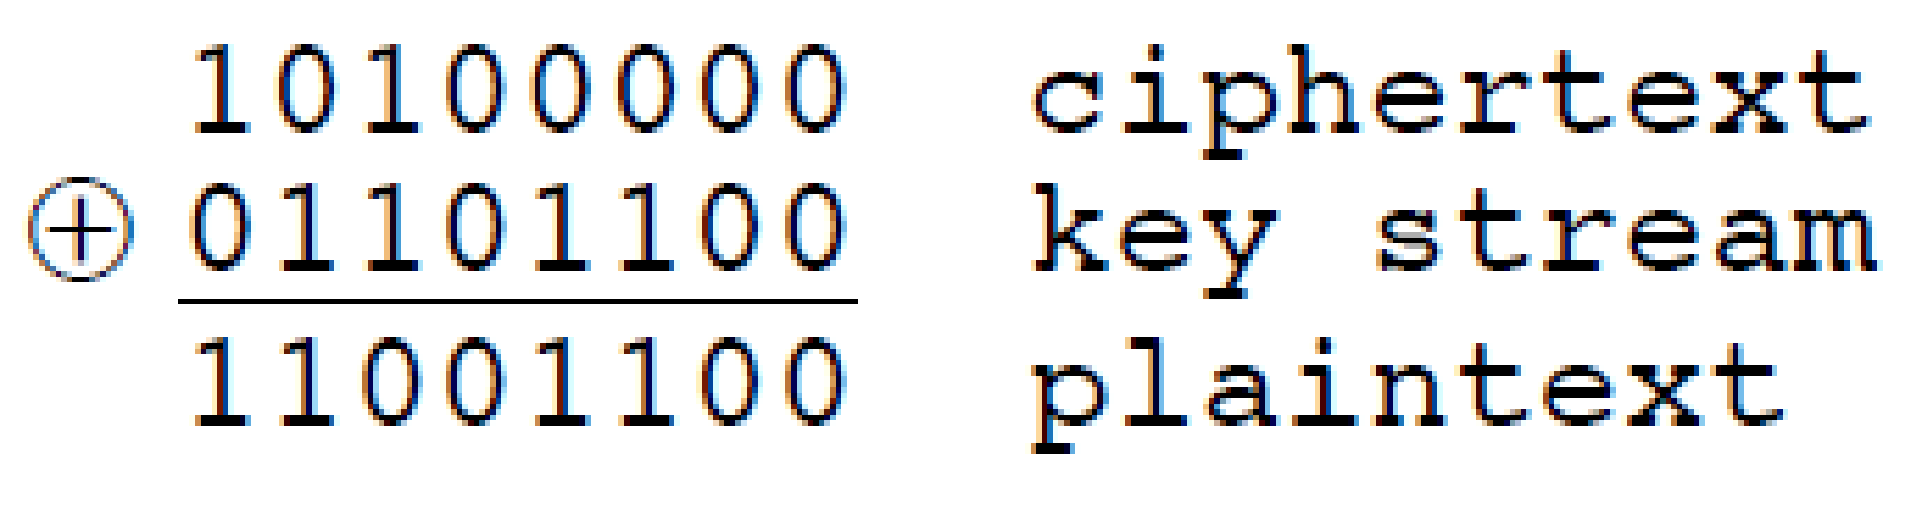 10100000 ciphertext
⊕ 01101100 key stream
11001100 plaintext